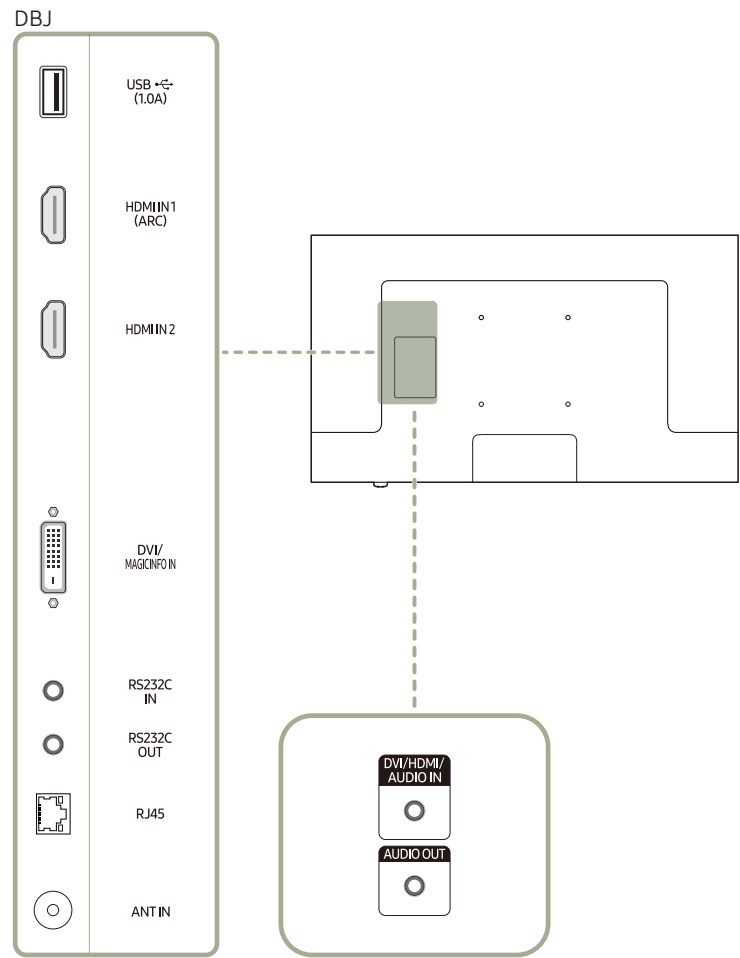 DBJ
USB
(1.0A)
HDMI IN 1
(ARC)
HDMI IN 2
DVI/
MAGICINFO IN
RS232C
IN
RS232C
OUT
RJ45
ANT IN
DVI/HDMI/
AUDIO IN
AUDIO OUT